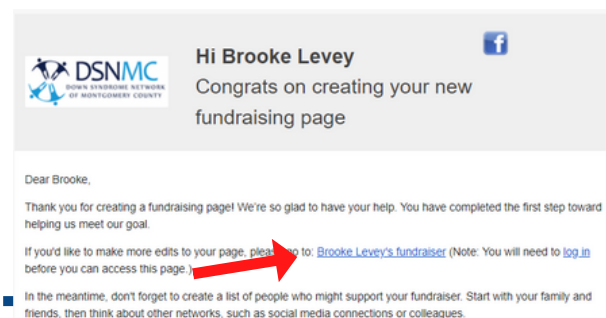 DSNMC
DOWN SYNDROME NETWORK
OF MONTGOMERY COUNTY
Hi Brooke Levey
Congrats on creating your new
fundraising page
f
Dear Brooke,
Thank you for creating a fundraising page! We're so glad to have your help. You have completed the first step toward
helping us meet our goal.
If you'd like to make more edits to your page, please go to: Brooke Levey's fundraiser (Note: You will need to log in
before you can access this page.)
In the meantime, don't forget to create a list of people who might support your fundraiser. Start with your family and
friends, then think about other networks, such as social media connections or colleagues.